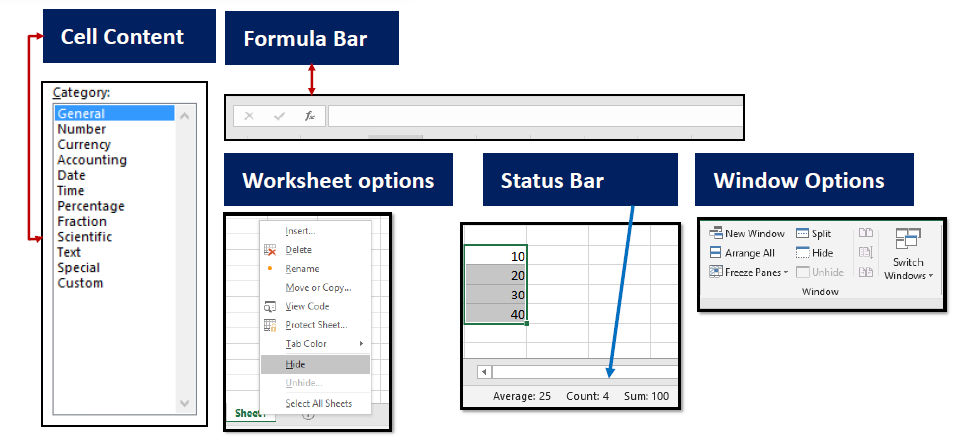 Cell Content
Formula Bar
Category:
General
Number
Currency
Accounting
Date
Time
Percentage
Fraction
Scientific
Text
Special
Custom
fx
Worksheet options
Insert...
Delete
Rename
Move or Copy...
View Code
Protect Sheet...
Tab Color
Hide
Unhide...
Select All Sheets
Sheet1
Status Bar
10
20
30
40
Average: 25 Count: 4 Sum: 100
Window Options
New Window Split
Arrange All Hide
Freeze Panes Unhide
Switch
Windows
Window